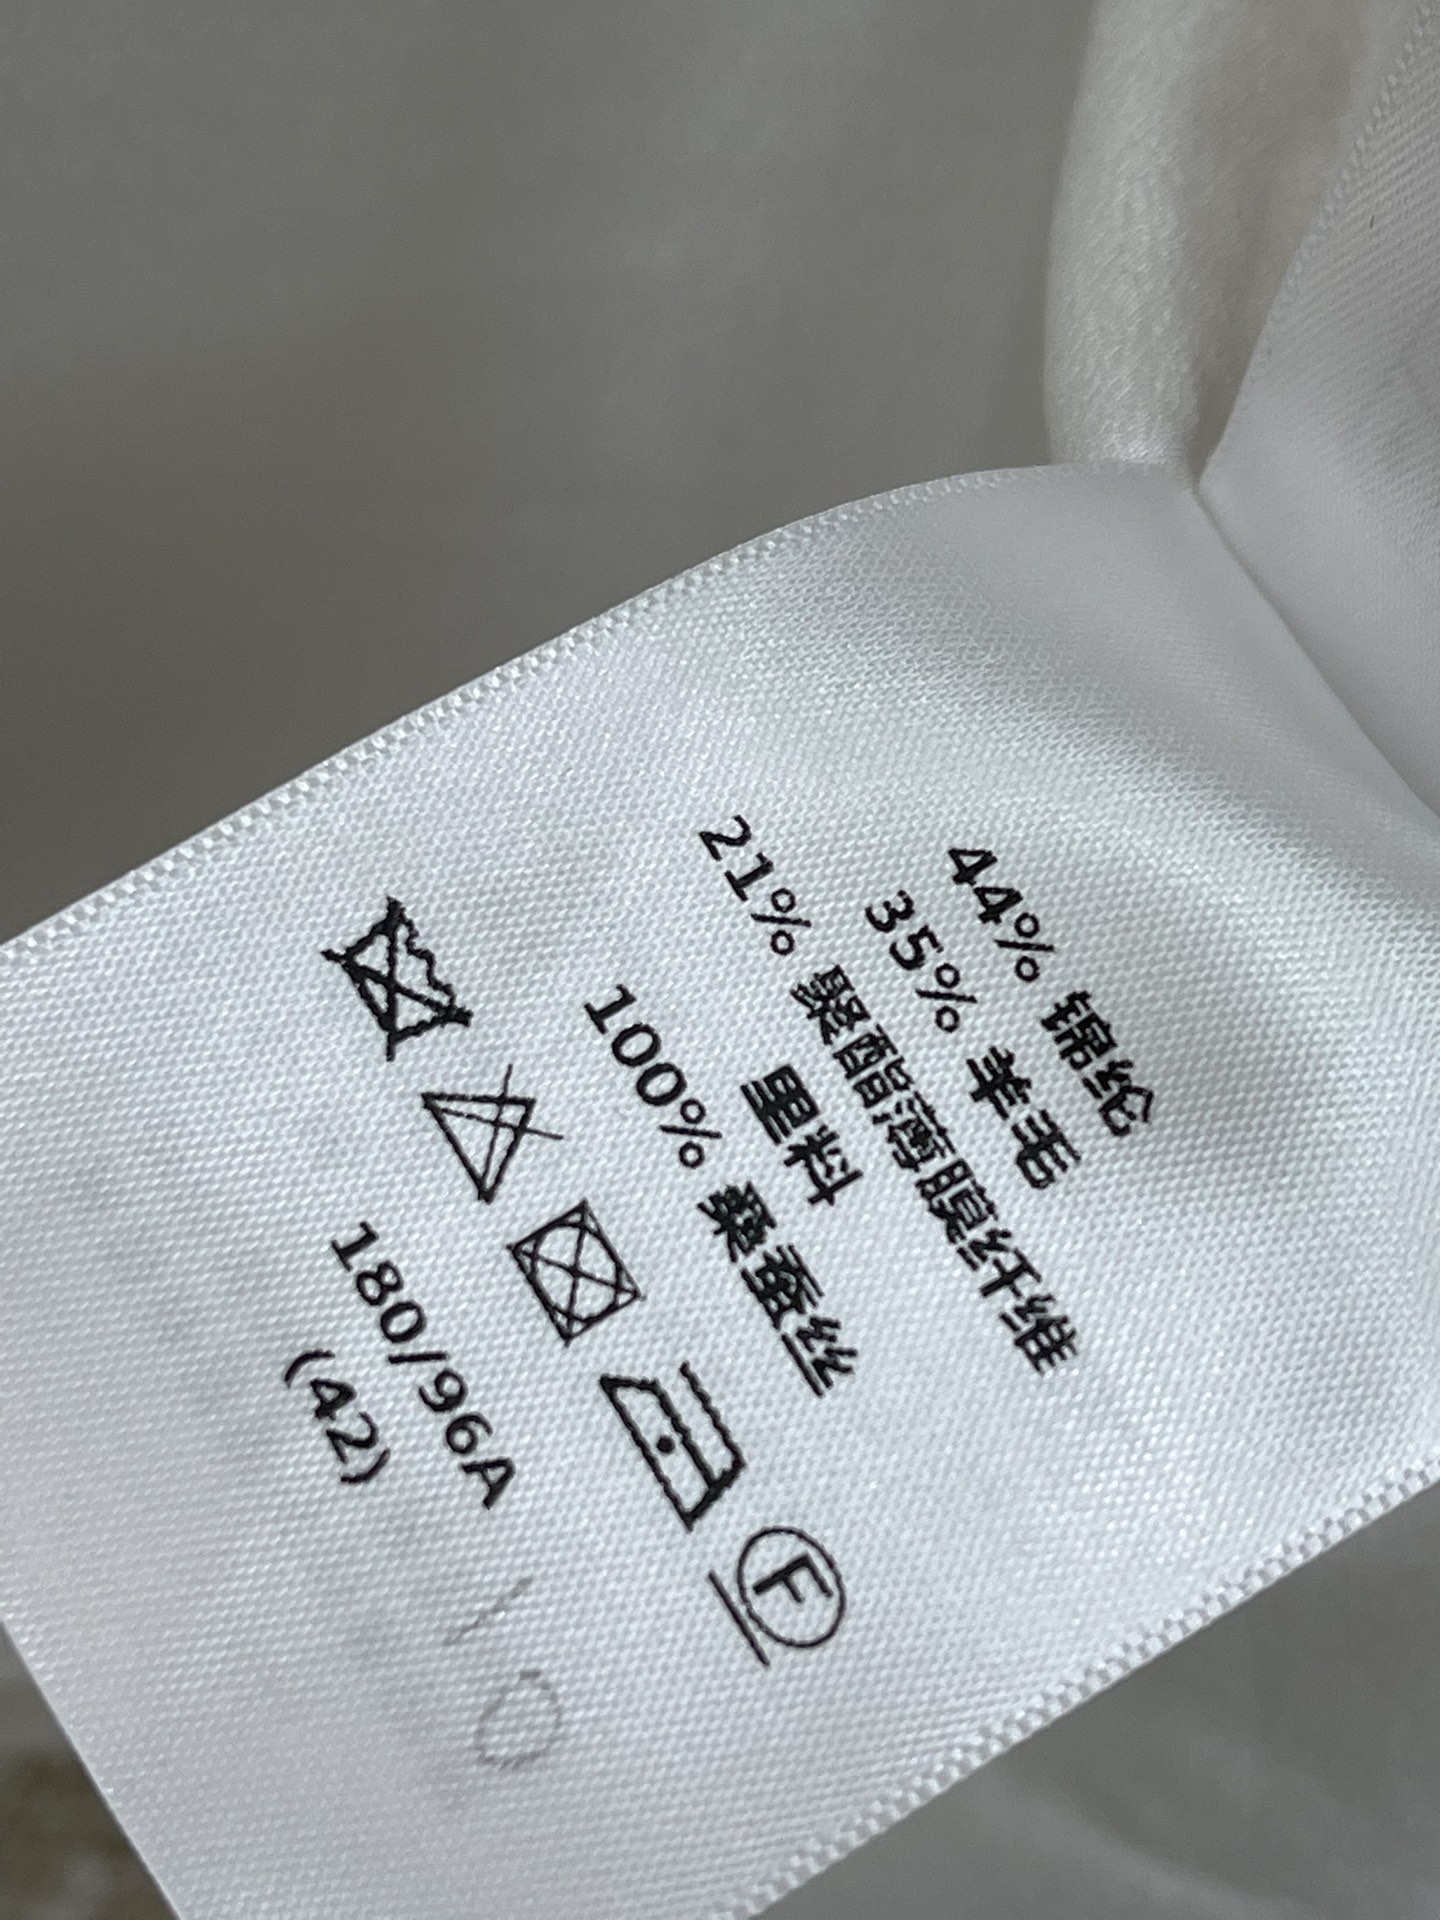 44% 锦纶
35% 羊毛
21% 聚酯薄膜纤维
里料
100% 桑蚕丝
F
180/96A
(42)